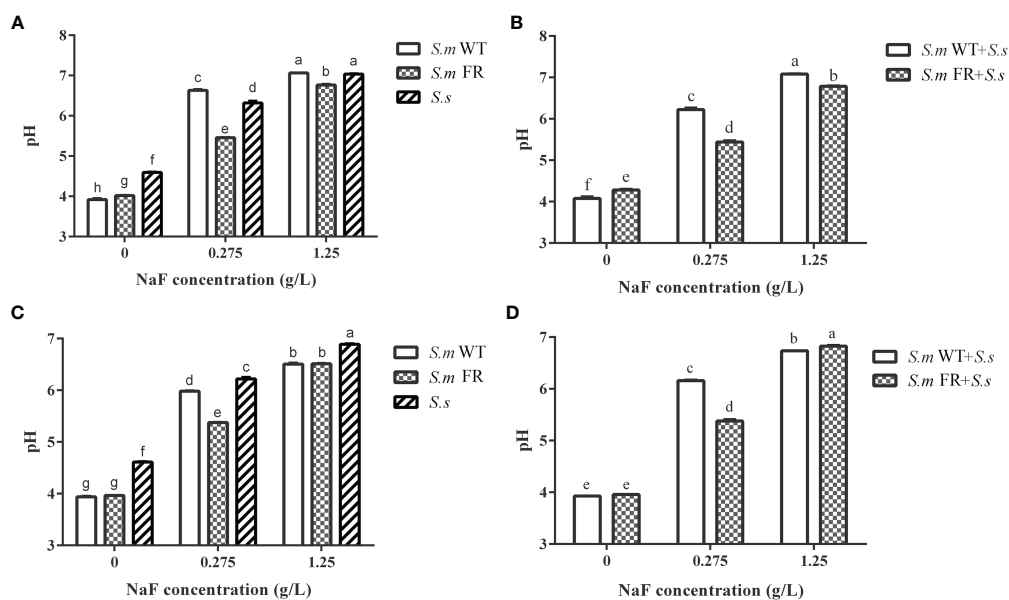 A
8
7
6
5
4
3
pH
h
g
f
c
e
d
a
b
a
0
0.275
1.25
NaF concentration (g/L)
S.m WT
S.m FR
S.s
B
8
7
6
5
4
3
pH
f
e
c
d
a
b
0
0.275
1.25
NaF concentration (g/L)
S.m WT+S.s
S.m FR+S.s
C
7
6
5
4
3
pH
g
g
f
d
e
c
b
b
a
0
0.275
1.25
NaF concentration (g/L)
S.m WT
S.m FR
S.s
D
7
6
5
4
3
pH
e
e
c
d
b
a
0
0.275
1.25
NaF concentration (g/L)
S.m WT+S.s
S.m FR+S.s